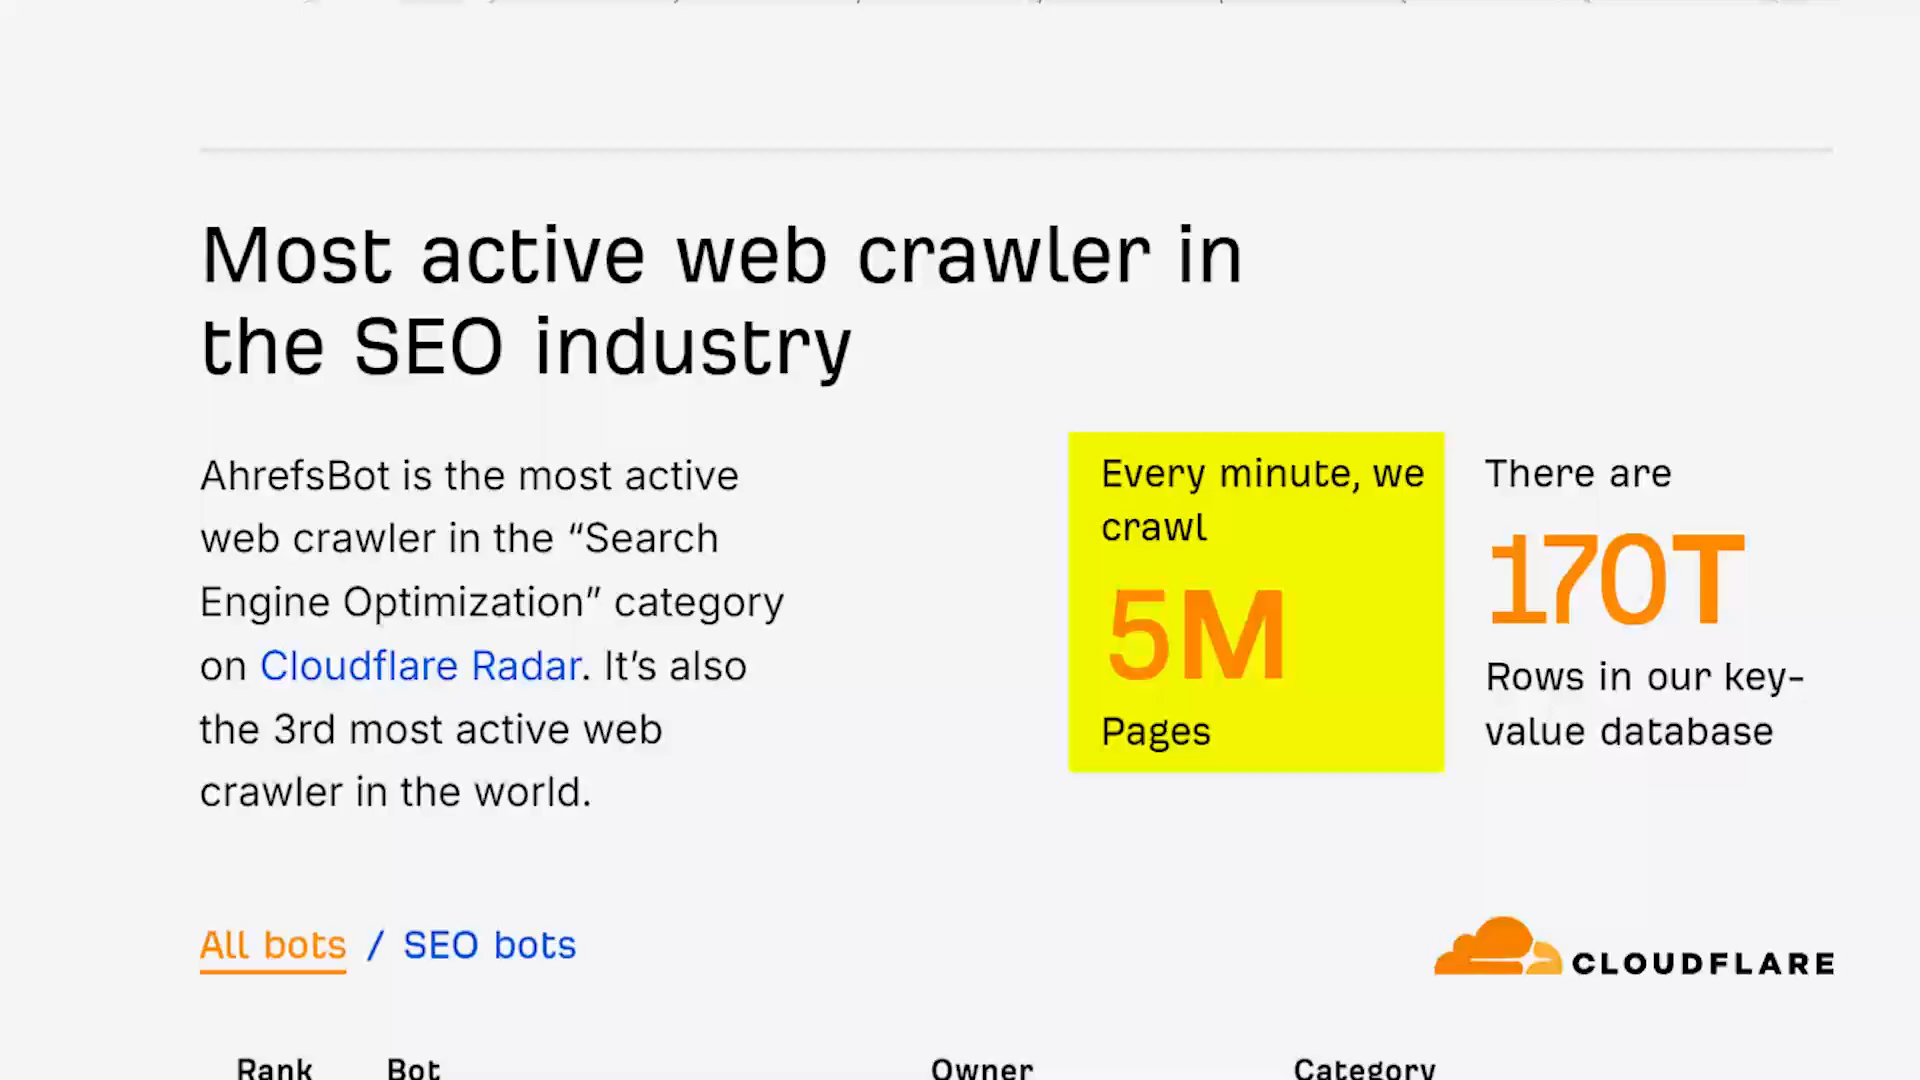 Most active web crawler in
the SEO industry
AhrefsBot is the most active
web crawler in the “Search
Engine Optimization” category
on Cloudflare Radar. It’s also
the 3rd most active web
crawler in the world.
Every minute, we
crawl
5M
Pages
There are
170T
Rows in our key-
value database
All bots / SEO bots
CLOUDFLARE
Rank Bot Owner Category